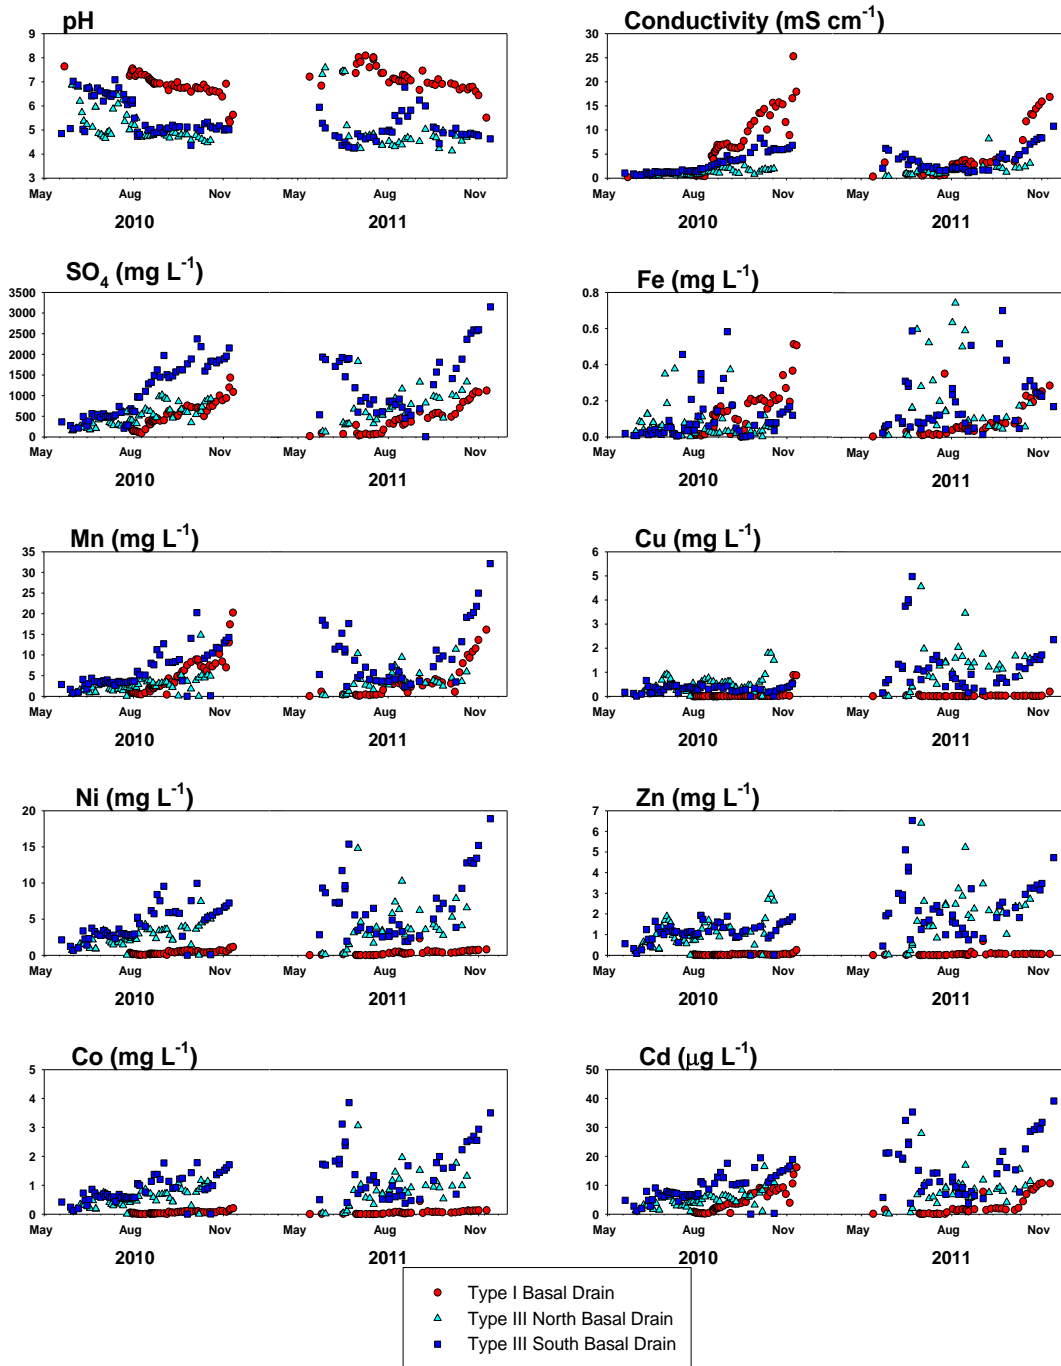 pH
9
8
7
6
5
4
3
May
Aug
Nov
May
Aug
Nov
2010
2011
Conductivity (mS cm⁻¹)
30
25
20
15
10
5
0
May
Aug
Nov
May
Aug
Nov
2010
2011
SO₄ (mg L⁻¹)
3500
3000
2500
2000
1500
1000
500
0
May
Aug
Nov
May
Aug
Nov
2010
2011
Fe (mg L⁻¹)
0.8
0.6
0.4
0.2
0.0
May
Aug
Nov
May
Aug
Nov
2010
2011
Mn (mg L⁻¹)
35
30
25
20
15
10
5
0
May
Aug
Nov
May
Aug
Nov
2010
2011
Cu (mg L⁻¹)
6
5
4
3
2
1
0
May
Aug
Nov
May
Aug
Nov
2010
2011
Ni (mg L⁻¹)
20
15
10
5
0
May
Aug
Nov
May
Aug
Nov
2010
2011
Zn (mg L⁻¹)
7
6
5
4
3
2
1
0
May
Aug
Nov
May
Aug
Nov
2010
2011
Co (mg L⁻¹)
5
4
3
2
1
0
May
Aug
Nov
May
Aug
Nov
2010
2011
Cd (μg L⁻¹)
50
40
30
20
10
0
May
Aug
Nov
May
Aug
Nov
2010
2011
Type I Basal Drain
Type III North Basal Drain
Type III South Basal Drain